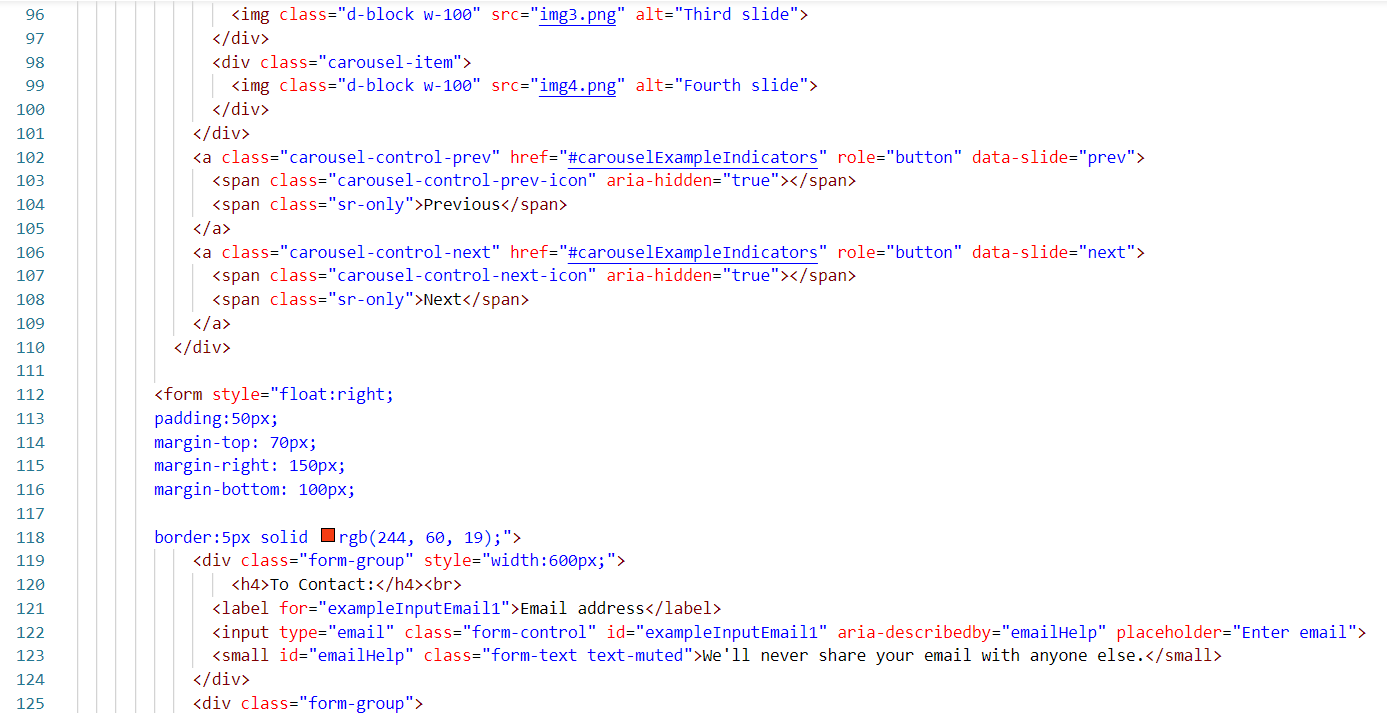 96 <img class="d-block w-100" src="img3.png" alt="Third slide">
97 </div>
98 <div class="carousel-item">
99 <img class="d-block w-100" src="img4.png" alt="Fourth slide">
100 </div>
101 </div>
102 <a class="carousel-control-prev" href="#carouselExampleIndicators" role="button" data-slide="prev">
103 <span class="carousel-control-prev-icon" aria-hidden="true"></span>
104 <span class="sr-only">Previous</span>
105 </a>
106 <a class="carousel-control-next" href="#carouselExampleIndicators" role="button" data-slide="next">
107 <span class="carousel-control-next-icon" aria-hidden="true"></span>
108 <span class="sr-only">Next</span>
109 </a>
110 </div>
111
112 <form style="float:right;
113 padding:50px;
114 margin-top: 70px;
115 margin-right: 150px;
116 margin-bottom: 100px;
117
118 border:5px solid rgb(244, 60, 19);">
119 <div class="form-group" style="width:600px;">
120 <h4>To Contact:</h4><br>
121 <label for="exampleInputEmail1">Email address</label>
122 <input type="email" class="form-control" id="exampleInputEmail1" aria-describedby="emailHelp" placeholder="Enter email">
123 <small id="emailHelp" class="form-text text-muted">We'll never share your email with anyone else.</small>
124 </div>
125 <div class="form-group">